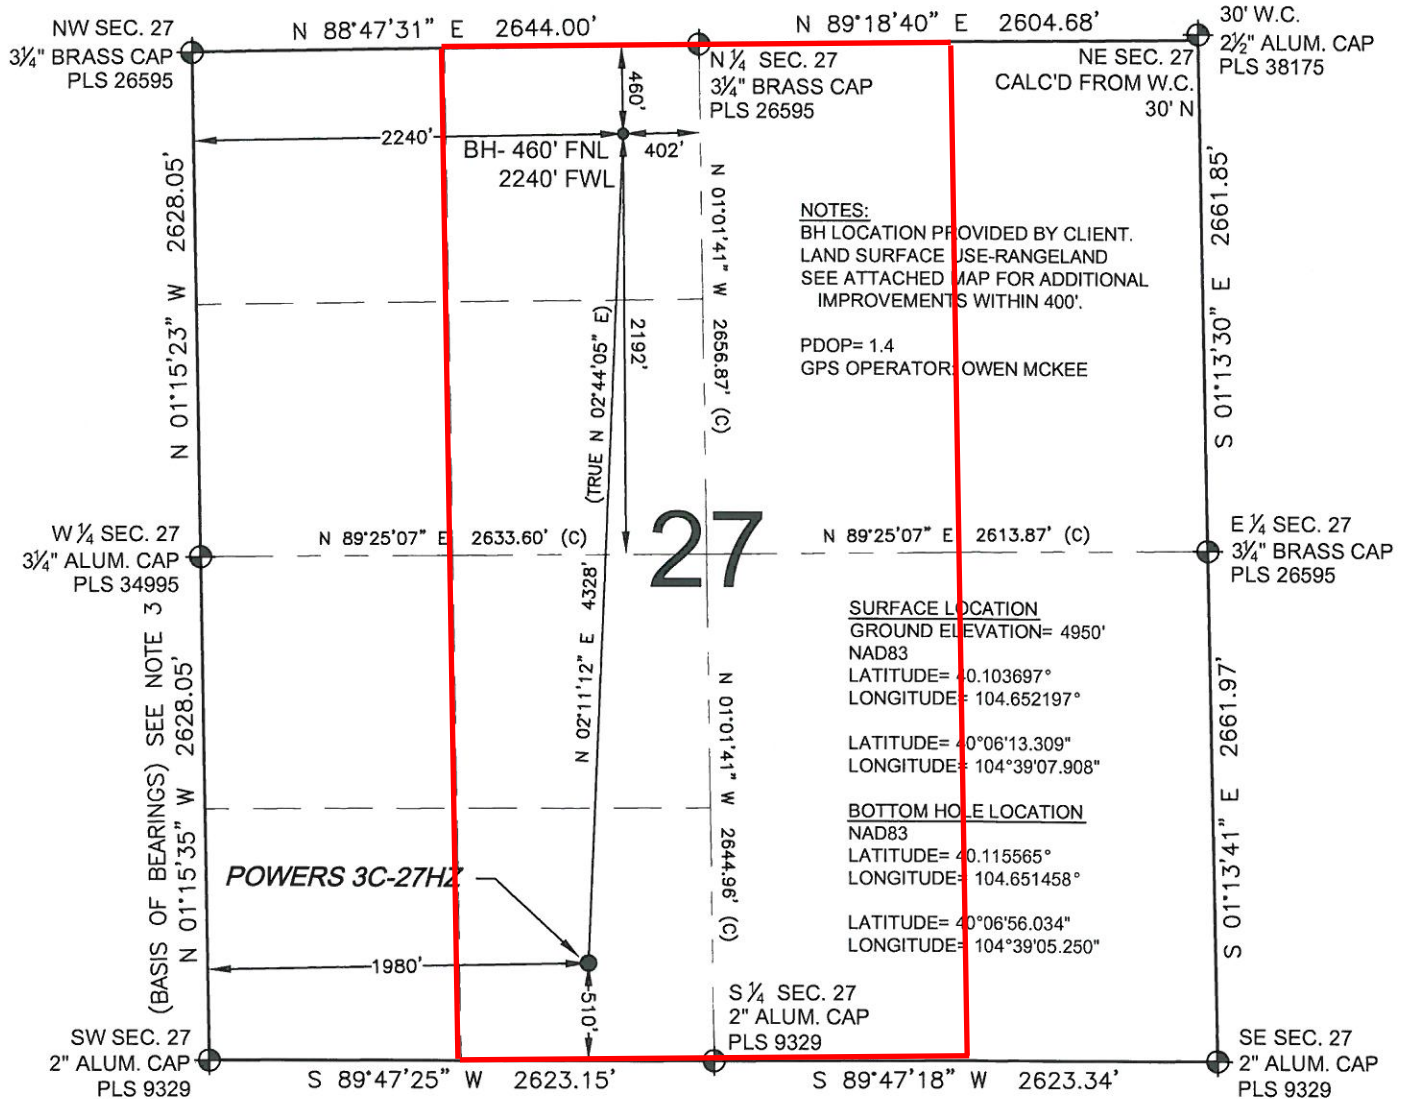 NW SEC. 27
3¼" BRASS CAP
PLS 26595
N 88°47'31" E 2644.00'
N 89°18'40" E 2604.68'
30' W.C.
2½" ALUM. CAP
PLS 38175
N ¼ SEC. 27
3¼" BRASS CAP
PLS 26595
NE SEC. 27
CALC'D FROM W.C.
30' N
460'
2240'
402'
BH- 460' FNL
2240' FWL
N 01°15'23" W 2628.05'
N 01°01'41" W 2656.87' (C)
S 01°13'30" E 2661.85'
NOTES:
BH LOCATION PROVIDED BY CLIENT.
LAND SURFACE USE-RANGELAND
SEE ATTACHED MAP FOR ADDITIONAL
IMPROVEMENTS WITHIN 400'.
PDOP= 1.4
GPS OPERATOR: OWEN MCKEE
2192'
(TRUE N 02°44'05" E)
N 02°11'12" E 4328'
W ¼ SEC. 27
3¼" ALUM. CAP
PLS 34995
N 89°25'07" E 2633.60' (C)
27
N 89°25'07" E 2613.87' (C)
E ¼ SEC. 27
3¼" BRASS CAP
PLS 26595
(BASIS OF BEARINGS) SEE NOTE 3
N 01°15'35" W 2628.05'
N 01°01'41" W 2644.96' (C)
S 01°13'41" E 2661.97'
SURFACE LOCATION
GROUND ELEVATION= 4950'
NAD83
LATITUDE= 40.103697°
LONGITUDE= 104.652197°
LATITUDE= 40°06'13.309"
LONGITUDE= 104°39'07.908"
BOTTOM HOLE LOCATION
NAD83
LATITUDE= 40.115565°
LONGITUDE= 104.651458°
LATITUDE= 40°06'56.034"
LONGITUDE= 104°39'05.250"
POWERS 3C-27HZ
1980'
510'
S ¼ SEC. 27
2" ALUM. CAP
PLS 9329
SW SEC. 27
2" ALUM. CAP
PLS 9329
S 89°47'25" W 2623.15'
S 89°47'18" W 2623.34'
SE SEC. 27
2" ALUM. CAP
PLS 9329